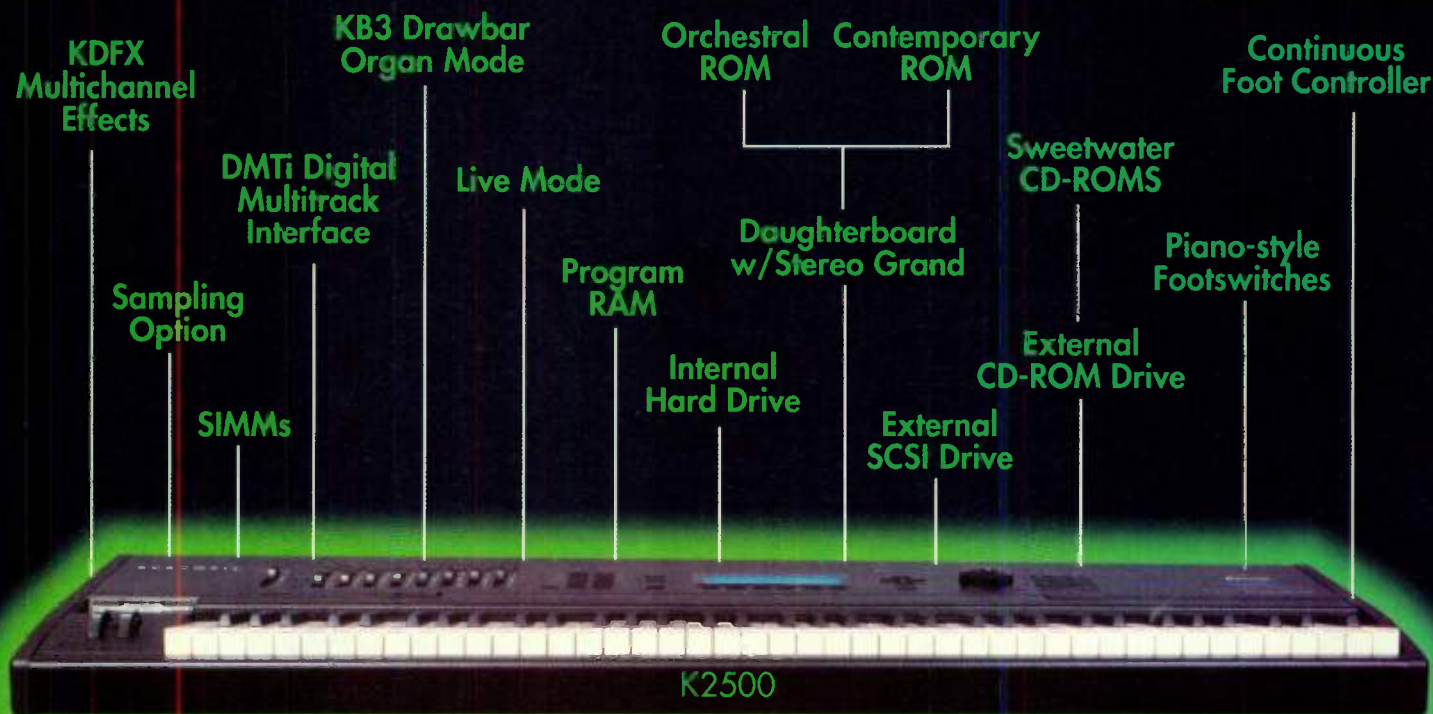 KDFX
Multichannel
Effects
KB3 Drawbar
Organ Mode
Orchestral
ROM
Contemporary
ROM
Continuous
Foot Controller
DMTi Digital
Multitrack
Interface
Live Mode
Sweetwater
CD-ROMS
Daughterboard
w/Stereo Grand
Piano-style
Footswitches
Sampling
Option
Program
RAM
Internal
Hard Drive
External
CD-ROM Drive
SIMMs
External
SCSI Drive
KURZWEIL
K2500